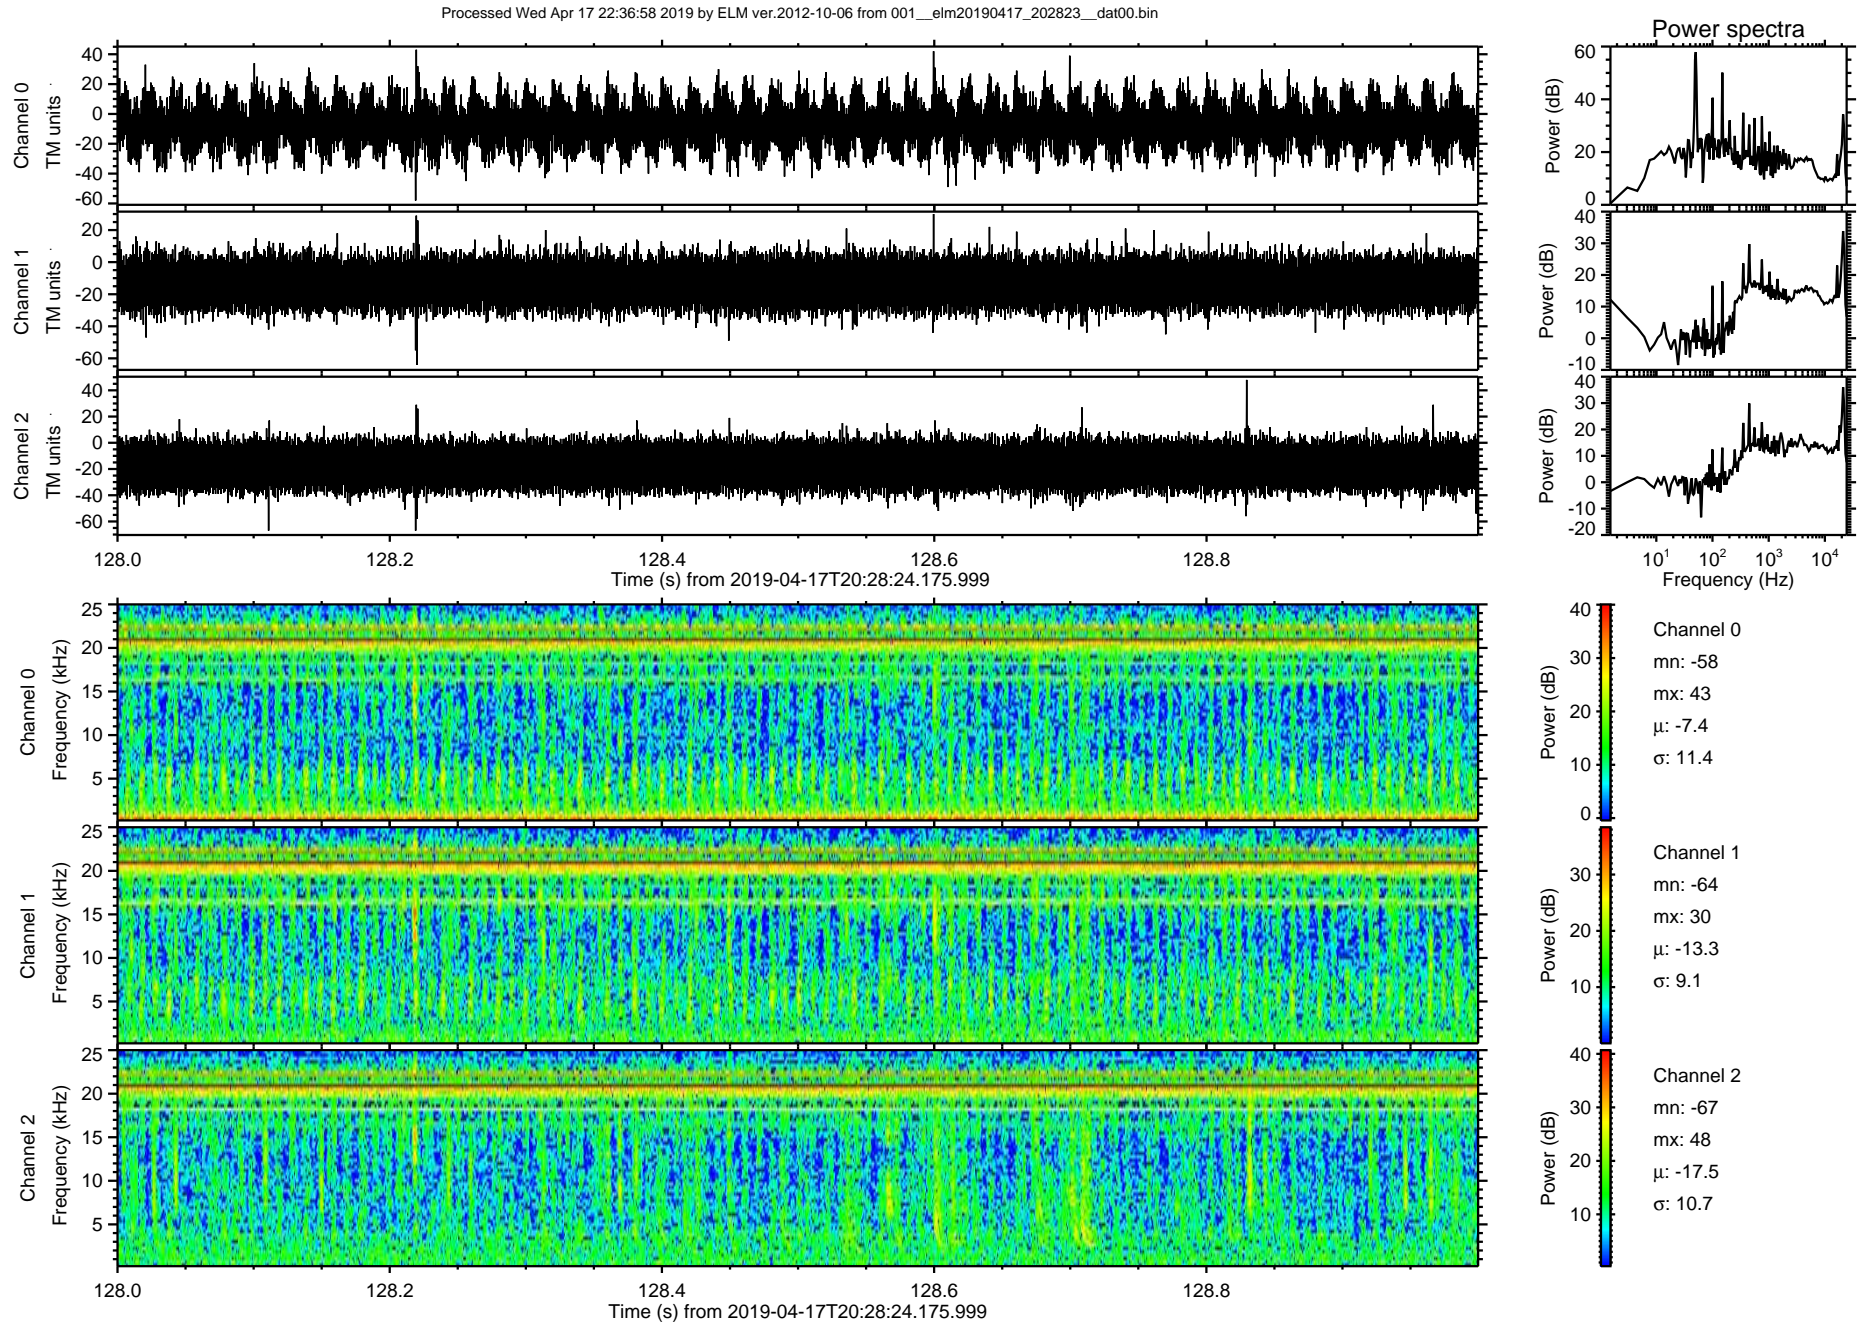 Processed Wed Apr 17 22:36:58 2019 by ELM ver.2012-10-06 from 001__elm20190417_202823__dat00.bin
Power spectra
Channel 0
TM units
40
20
0
-20
-40
-60
Power (dB)
60
40
20
0
Channel 1
TM units
20
0
-20
-40
-60
Power (dB)
40
30
20
10
0
-10
Channel 2
TM units
40
20
0
-20
-40
-60
Power (dB)
40
30
20
10
0
-10
-20
128.0 128.2 128.4 128.6 128.8
Time (s) from 2019-04-17T20:28:24.175.999
10^1 10^2 10^3 10^4
Frequency (Hz)
Channel 0
Frequency (kHz)
25
20
15
10
5
Power (dB)
40
30
20
10
0
Channel 0
mn: -58
mx: 43
µ: -7.4
σ: 11.4
Channel 1
Frequency (kHz)
25
20
15
10
5
Power (dB)
30
20
10
Channel 1
mn: -64
mx: 30
µ: -13.3
σ: 9.1
Channel 2
Frequency (kHz)
25
20
15
10
5
Power (dB)
40
30
20
10
Channel 2
mn: -67
mx: 48
µ: -17.5
σ: 10.7
128.0 128.2 128.4 128.6 128.8
Time (s) from 2019-04-17T20:28:24.175.999